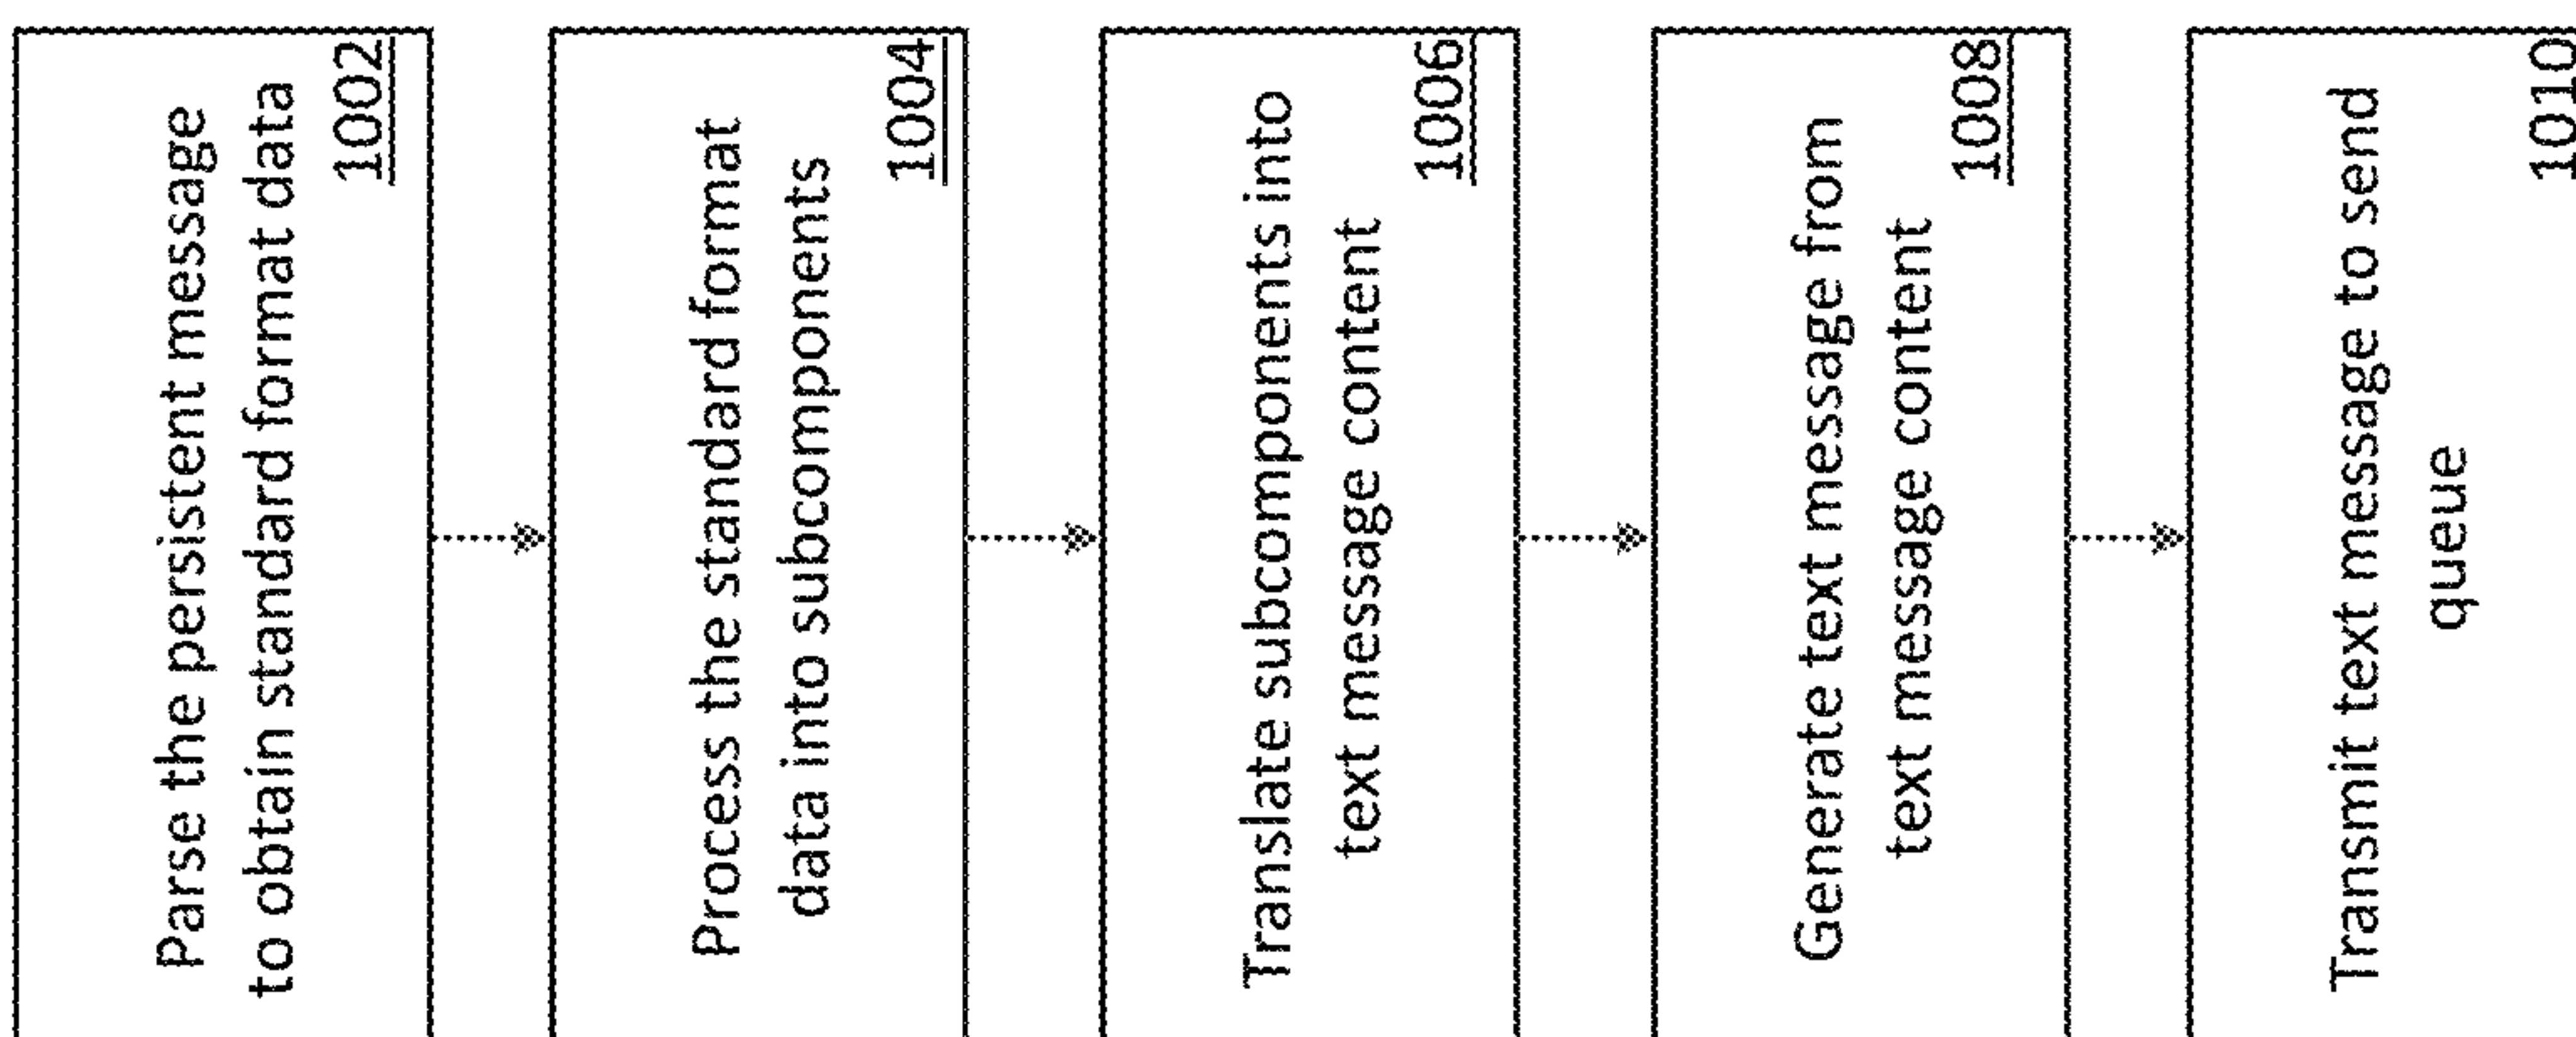 Parse the persistent message
to obtain standard format data
1002
Process the standard format
data into subcomponents
1004
Translate subcomponents into
text message content
1006
Generate text message from
text message content
1008
Transmit text message to send
queue
1010